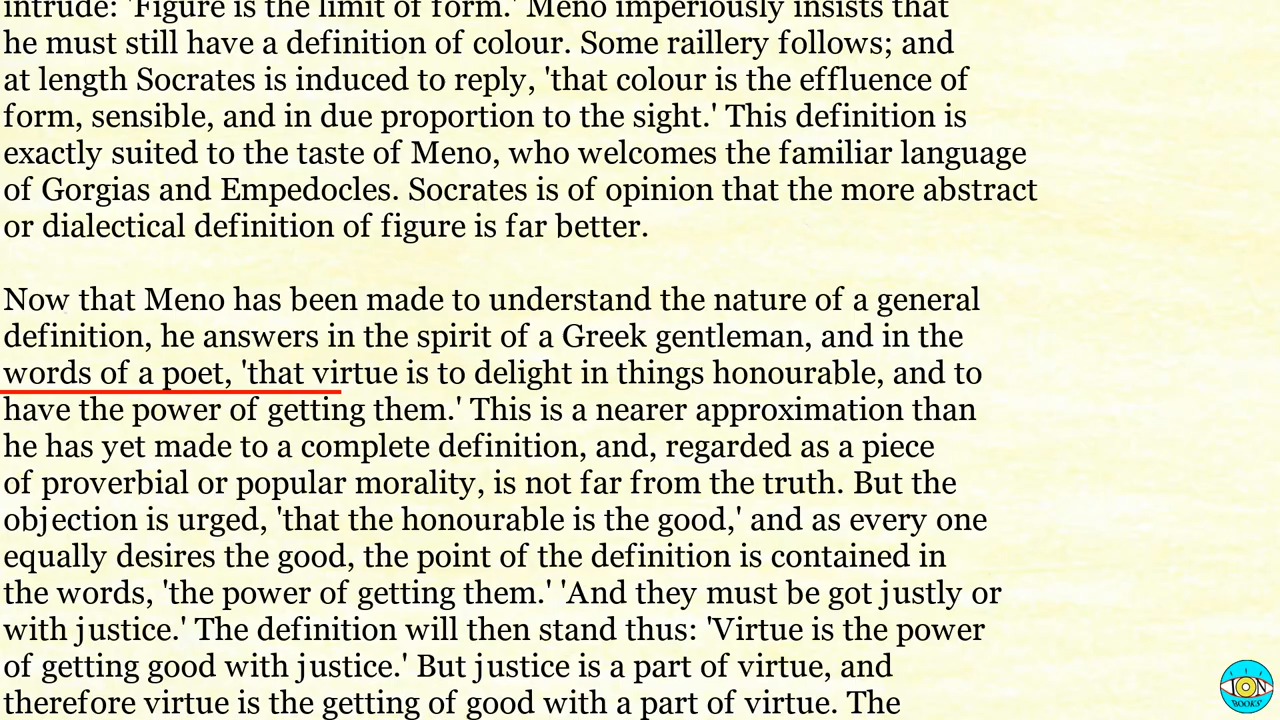 intrude: 'Figure is the limit of form.' Meno imperiously insists that
he must still have a definition of colour. Some raillery follows; and
at length Socrates is induced to reply, 'that colour is the effluence of
form, sensible, and in due proportion to the sight.' This definition is
exactly suited to the taste of Meno, who welcomes the familiar language
of Gorgias and Empedocles. Socrates is of opinion that the more abstract
or dialectical definition of figure is far better.
Now that Meno has been made to understand the nature of a general
definition, he answers in the spirit of a Greek gentleman, and in the
words of a poet, 'that virtue is to delight in things honourable, and to
have the power of getting them.' This is a nearer approximation than
he has yet made to a complete definition, and, regarded as a piece
of proverbial or popular morality, is not far from the truth. But the
objection is urged, 'that the honourable is the good,' and as every one
equally desires the good, the point of the definition is contained in
the words, 'the power of getting them.' 'And they must be got justly or
with justice.' The definition will then stand thus: 'Virtue is the power
of getting good with justice.' But justice is a part of virtue, and
therefore virtue is the getting of good with a part of virtue. The
ION
BOOKS